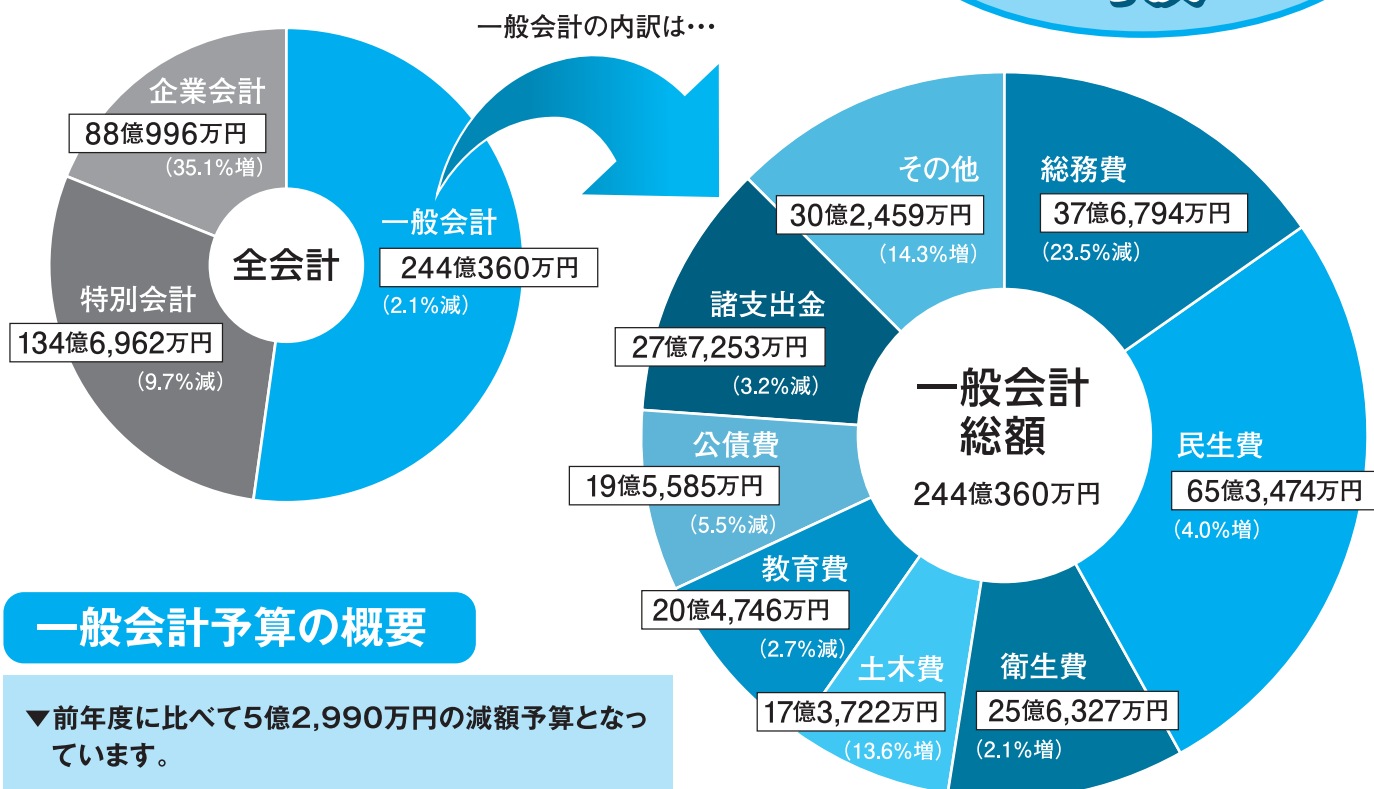 一般会計の内訳は…
企業会計
88億996万円
(35.1%増)
一般会計
244億360万円
(2.1%減)
全会計
特別会計
134億6,962万円
(9.7%減)
その他
30億2,459万円
(14.3%増)
総務費
37億6,794万円
(23.5%減)
諸支出金
27億7,253万円
(3.2%減)
一般会計
総額
244億360万円
民生費
65億3,474万円
(4.0%増)
公債費
19億5,585万円
(5.5%減)
教育費
20億4,746万円
(2.7%減)
土木費
17億3,722万円
(13.6%増)
衛生費
25億6,327万円
(2.1%増)
一般会計予算の概要
▼前年度に比べて5億2,990万円の減額予算となっ
ています。